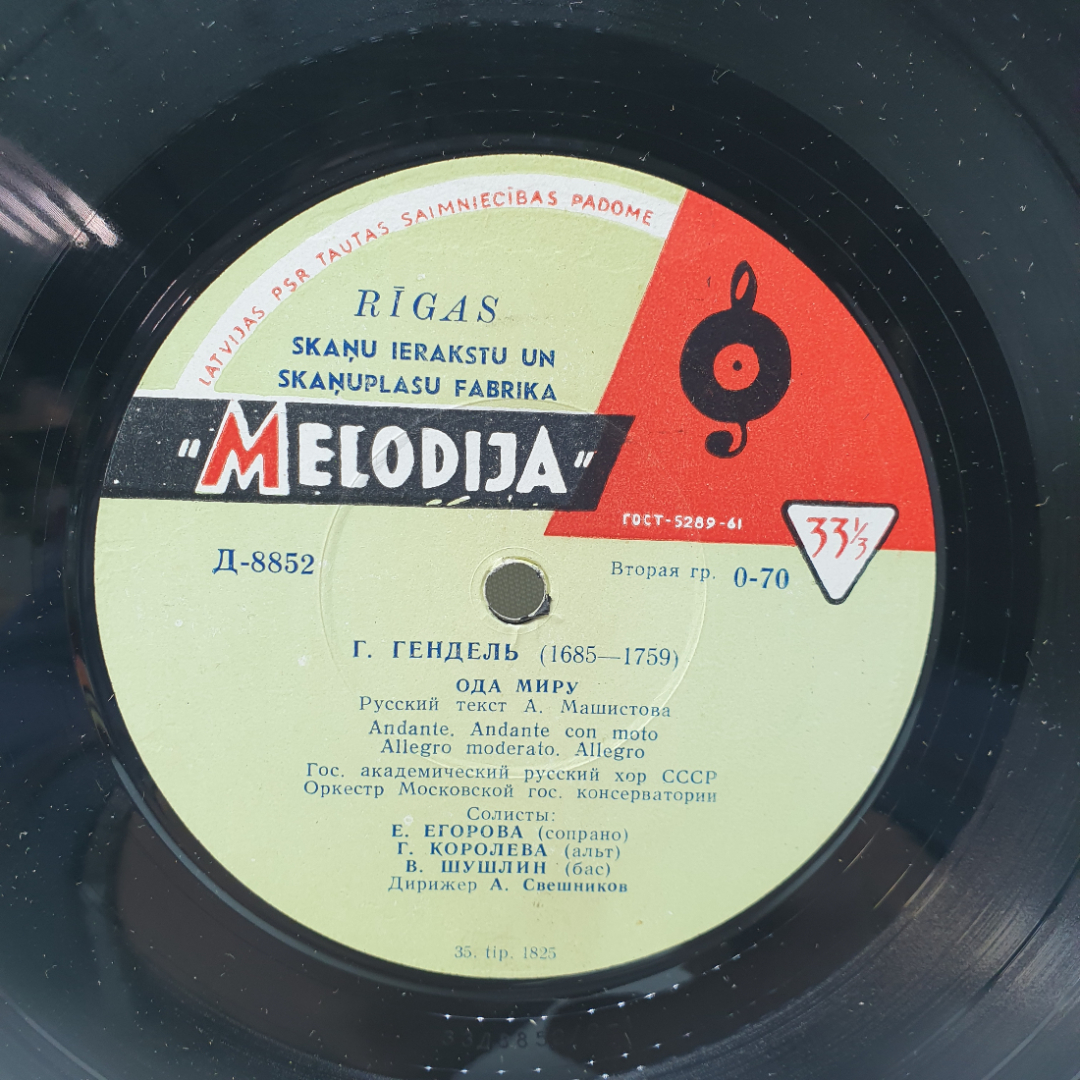 LATVIJAS PSR TAUTAS SAIMNIECĪBAS PADOME
RĪGAS
SKAŅU IERAKSTU UN
SKAŅUPLAŠU FABRIKA
"MELODIJA"
ГОСТ-5289-61
33⅓
Д-8852
Вторая гр. 0-70
Г. ГЕНДЕЛЬ (1685—1759)
ОДА МИРУ
Русский текст А. Машистова
Andante. Andante con moto
Allegro moderato. Allegro
Гос. академический русский хор СССР
Оркестр Московской гос. консерватории
Солисты:
Е. ЕГОРОВА (сопрано)
Г. КОРОЛЕВА (альт)
В. ШУШЛИН (бас)
Дирижер А. Свешников
35. tip. 1825